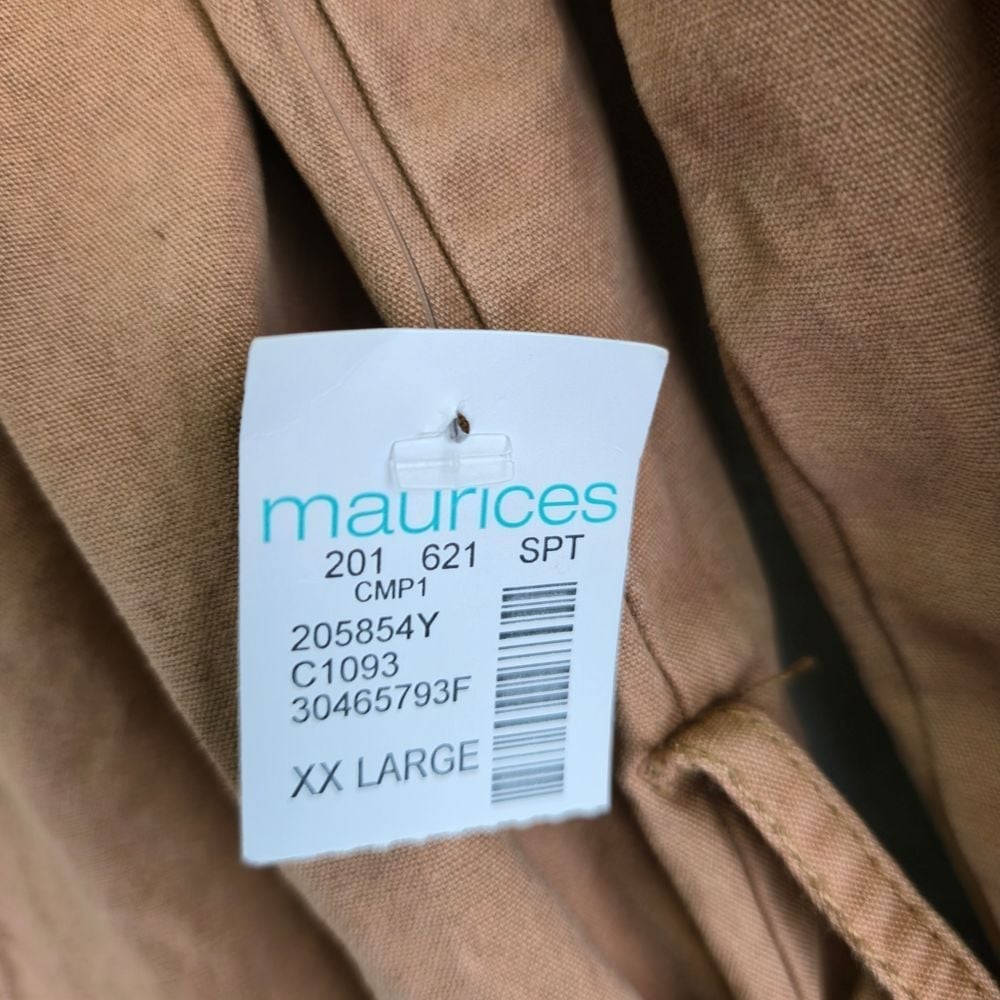 maurices
201 621 SPT
CMP1
205854Y
C1093
30465793F
XX LARGE